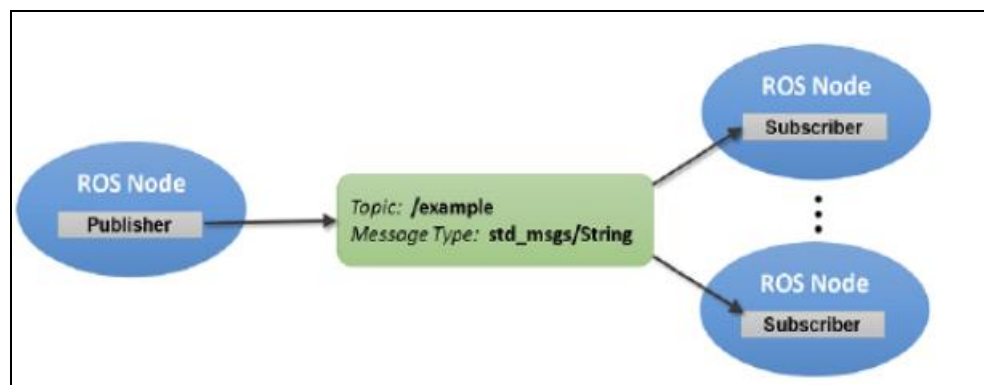 ROS Node
Publisher
Topic: /example
Message Type: std_msgs/String
ROS Node
Subscriber
ROS Node
Subscriber